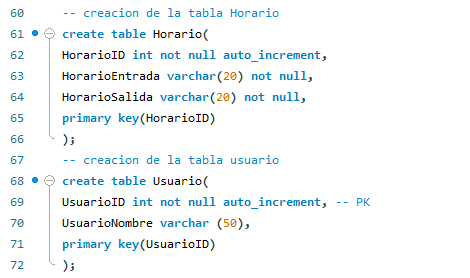 60 -- creacion de la tabla Horario
61 create table Horario(
62 HorarioID int not null auto_increment,
63 HorarioEntrada varchar(20) not null,
64 HorarioSalida varchar(20) not null,
65 primary key(HorarioID)
66 );
67 -- creacion de la tabla usuario
68 create table Usuario(
69 UsuarioID int not null auto_increment, -- PK
70 UsuarioNombre varchar (50),
71 primary key(UsuarioID)
72 );